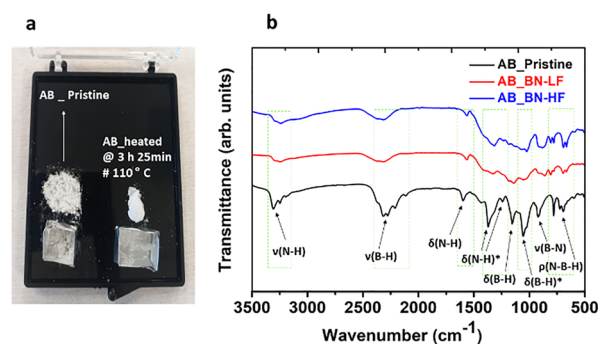 a
AB _ Pristine
AB_heated
@ 3 h 25min
# 110° C
b
AB_Pristine
AB_BN-LF
AB_BN-HF
Transmittance (arb. units)
ν(N-H)
ν(B-H)
δ(N-H)
δ(N-H)*
δ(B-H)
δ(B-H)*
ν(B-N)
ρ(N-B-H)
3500 3000 2500 2000 1500 1000 500
Wavenumber (cm-1)